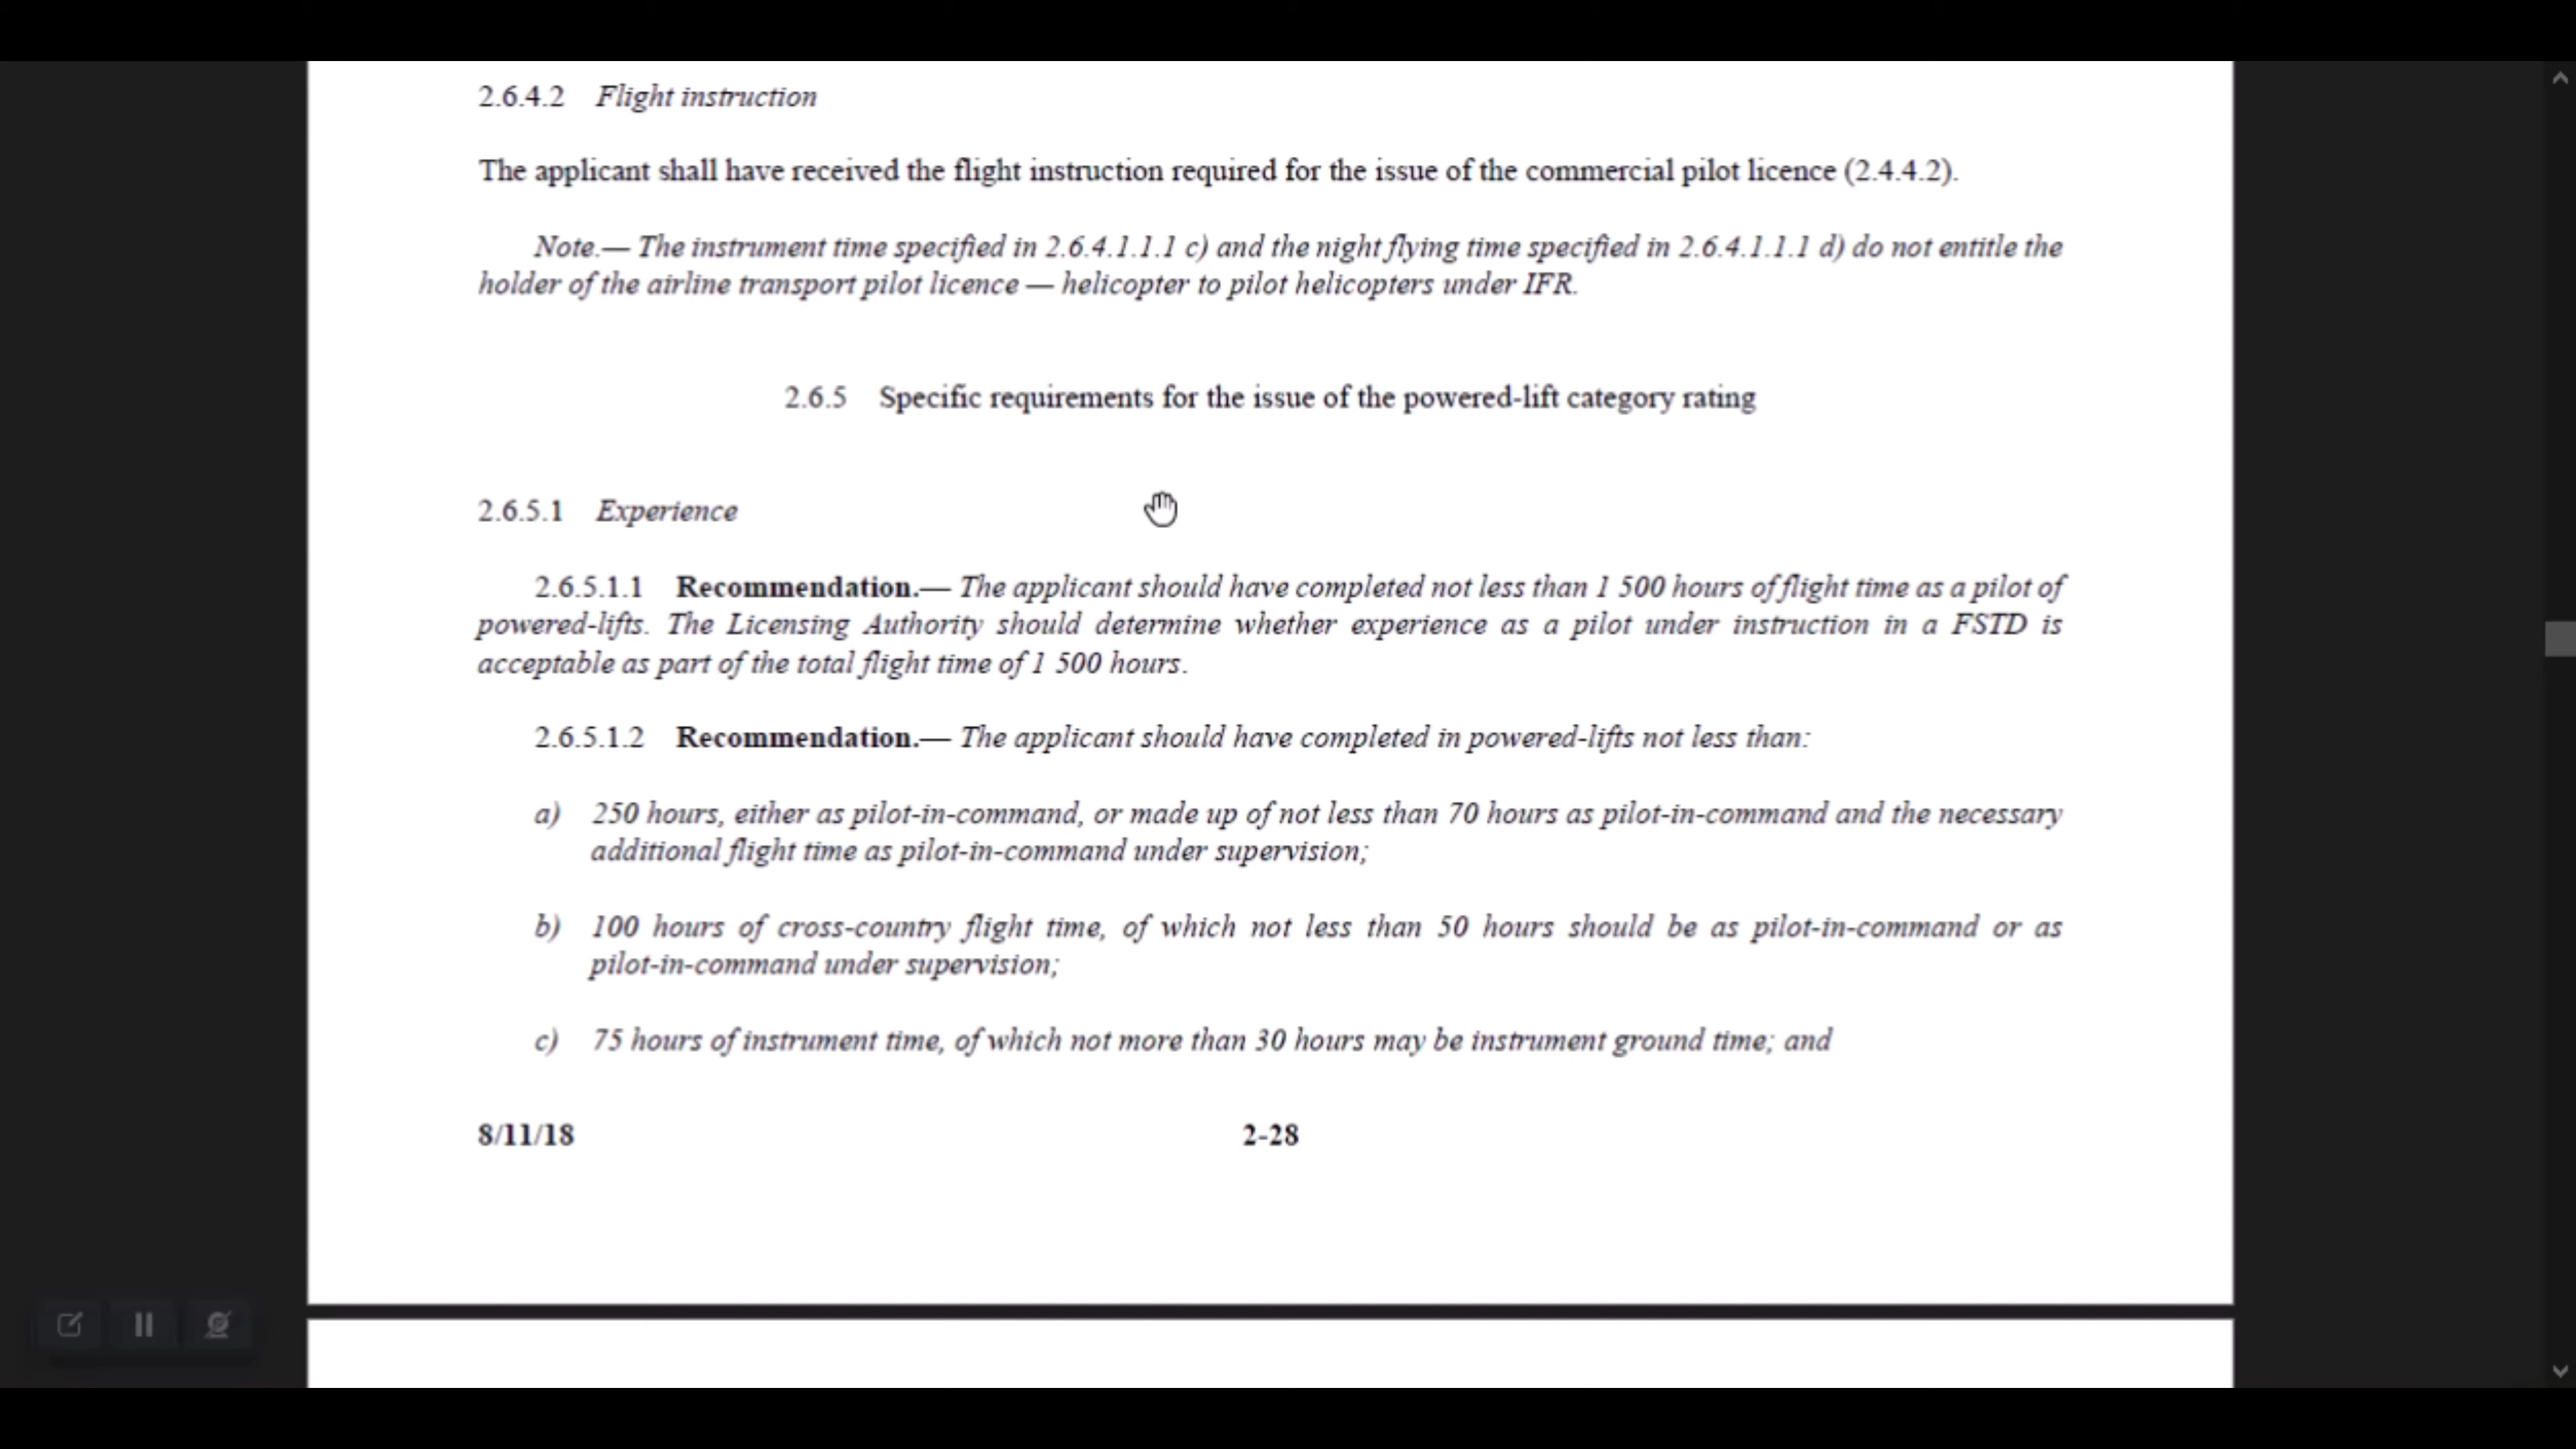 2.6.4.2 Flight instruction
The applicant shall have received the flight instruction required for the issue of the commercial pilot licence (2.4.4.2).
Note.— The instrument time specified in 2.6.4.1.1.1 c) and the night flying time specified in 2.6.4.1.1.1 d) do not entitle the
holder of the airline transport pilot licence — helicopter to pilot helicopters under IFR.
2.6.5 Specific requirements for the issue of the powered-lift category rating
2.6.5.1 Experience
2.6.5.1.1 Recommendation.— The applicant should have completed not less than 1 500 hours of flight time as a pilot of
powered-lifts. The Licensing Authority should determine whether experience as a pilot under instruction in a FSTD is
acceptable as part of the total flight time of 1 500 hours.
2.6.5.1.2 Recommendation.— The applicant should have completed in powered-lifts not less than:
a) 250 hours, either as pilot-in-command, or made up of not less than 70 hours as pilot-in-command and the necessary
additional flight time as pilot-in-command under supervision;
b) 100 hours of cross-country flight time, of which not less than 50 hours should be as pilot-in-command or as
pilot-in-command under supervision;
c) 75 hours of instrument time, of which not more than 30 hours may be instrument ground time; and
8/11/18 2-28